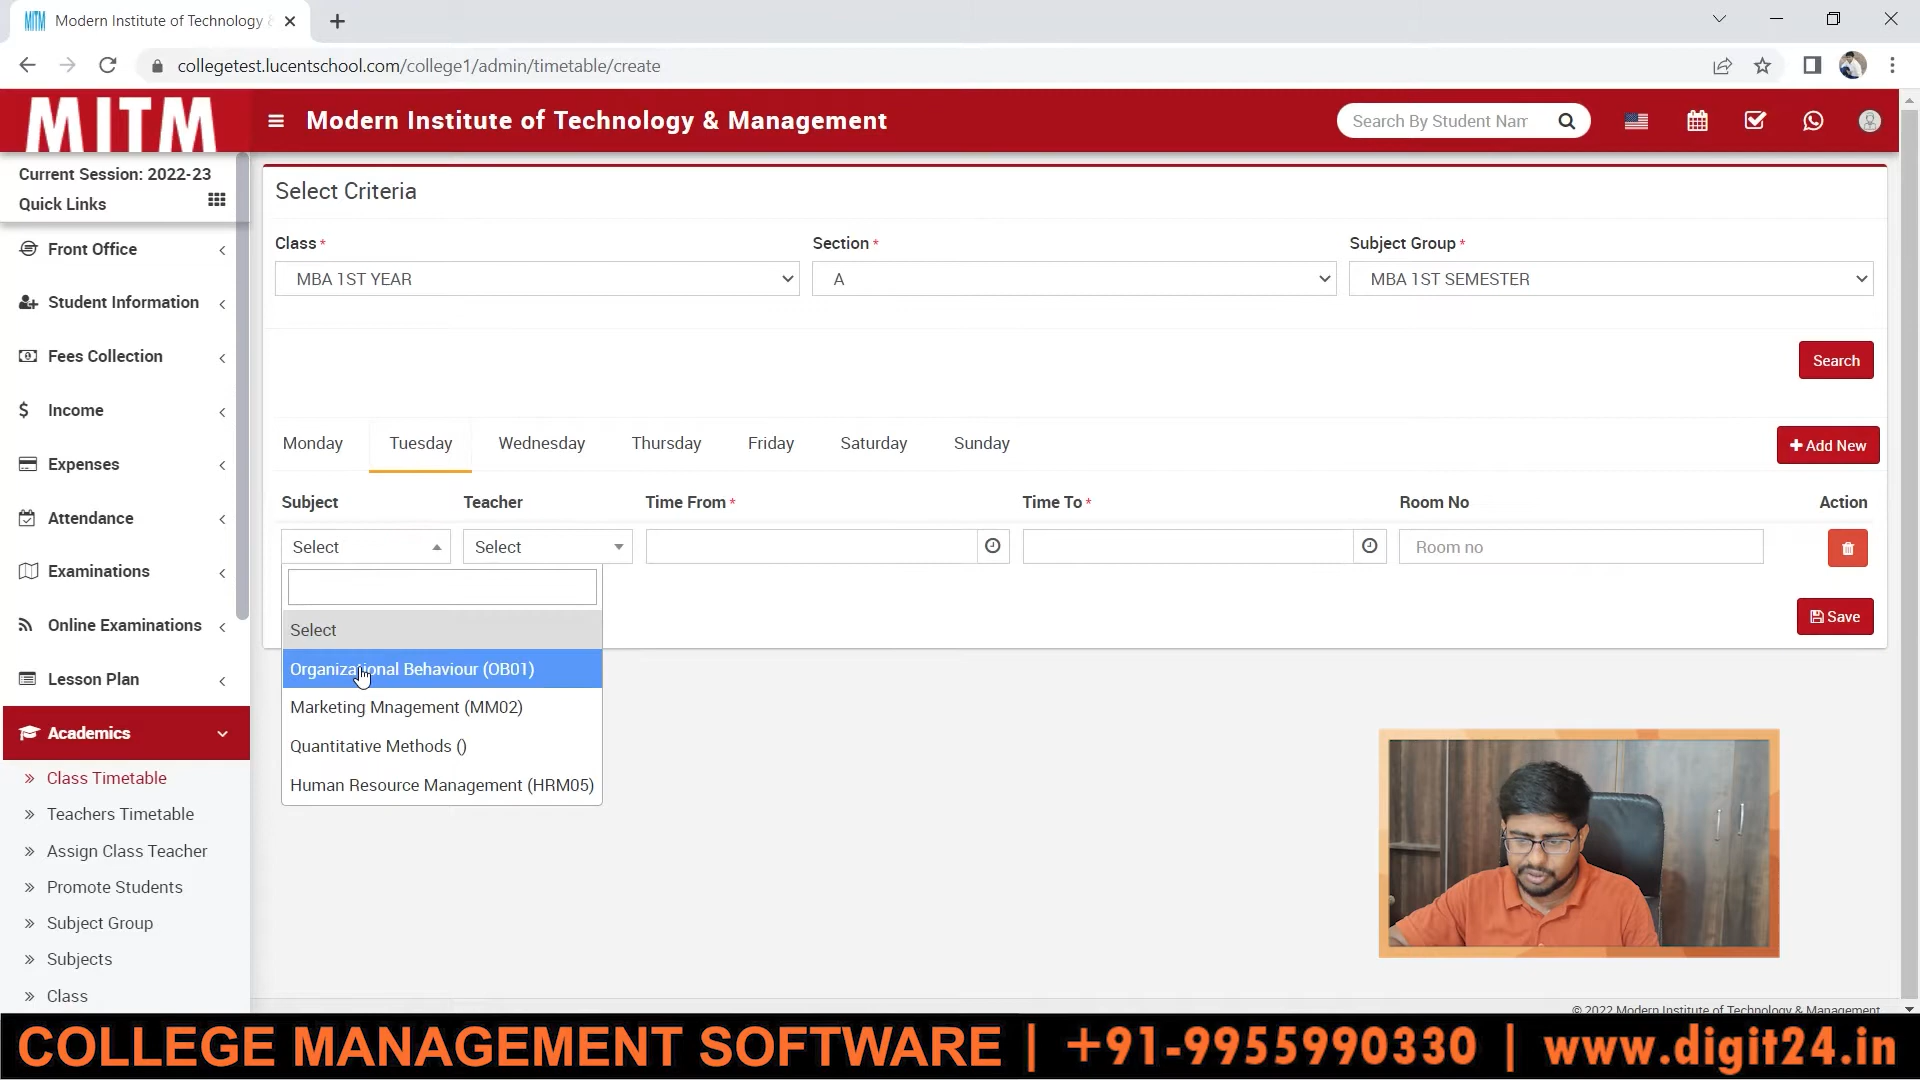 Modern Institute of Technology &
collegetest.lucentschool.com/college1/admin/timetable/create
MITM
Modern Institute of Technology & Management
Search By Student Nam
Current Session: 2022-23
Quick Links
Front Office
Student Information
Fees Collection
Income
Expenses
Attendance
Examinations
Online Examinations
Lesson Plan
Academics
Class Timetable
Teachers Timetable
Assign Class Teacher
Promote Students
Subject Group
Subjects
Class
Select Criteria
Class *
Section *
Subject Group *
MBA 1ST YEAR
A
MBA 1ST SEMESTER
Search
Monday
Tuesday
Wednesday
Thursday
Friday
Saturday
Sunday
+ Add New
Subject
Teacher
Time From *
Time To *
Room No
Action
Select
Select
Room no
Select
Organizational Behaviour (OB01)
Marketing Mnagement (MM02)
Quantitative Methods ()
Human Resource Management (HRM05)
Save
© 2022 Modern Institute of Technology & Management
COLLEGE MANAGEMENT SOFTWARE | +91-9955990330 | www.digit24.in